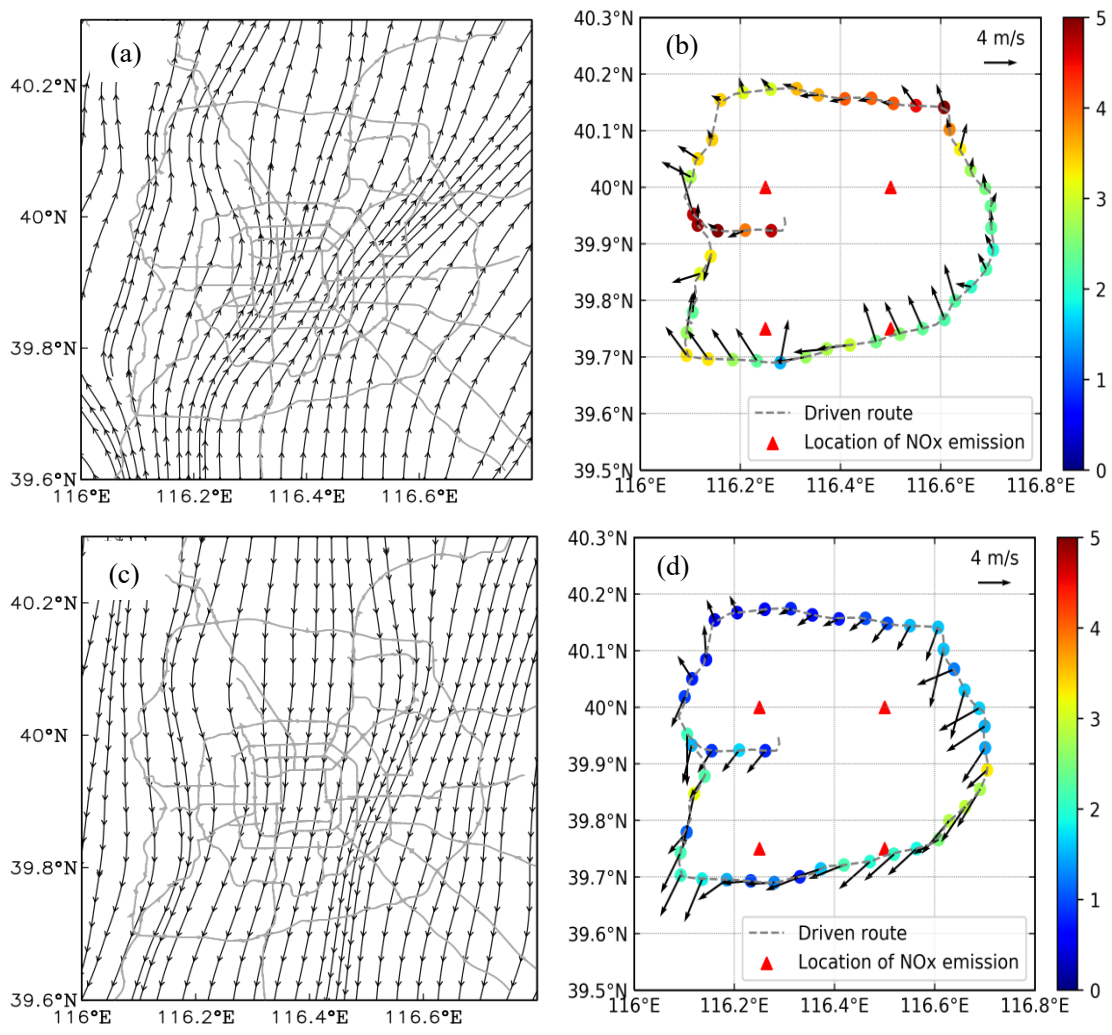 (a)
40.2°N
40°N
39.8°N
39.6°N
116°E
116.2°E
116.4°E
116.6°E
(b)
4 m/s
40.3°N
40.2°N
40.1°N
40°N
39.9°N
39.8°N
39.7°N
39.6°N
39.5°N
116°E
116.2°E
116.4°E
116.6°E
116.8°E
Driven route
Location of NOx emission
5
4
3
2
1
0
(c)
40.2°N
40°N
39.8°N
39.6°N
116°E
116.2°E
116.4°E
116.6°E
(d)
4 m/s
40.3°N
40.2°N
40.1°N
40°N
39.9°N
39.8°N
39.7°N
39.6°N
39.5°N
116°E
116.2°E
116.4°E
116.6°E
116.8°E
Driven route
Location of NOx emission
5
4
3
2
1
0